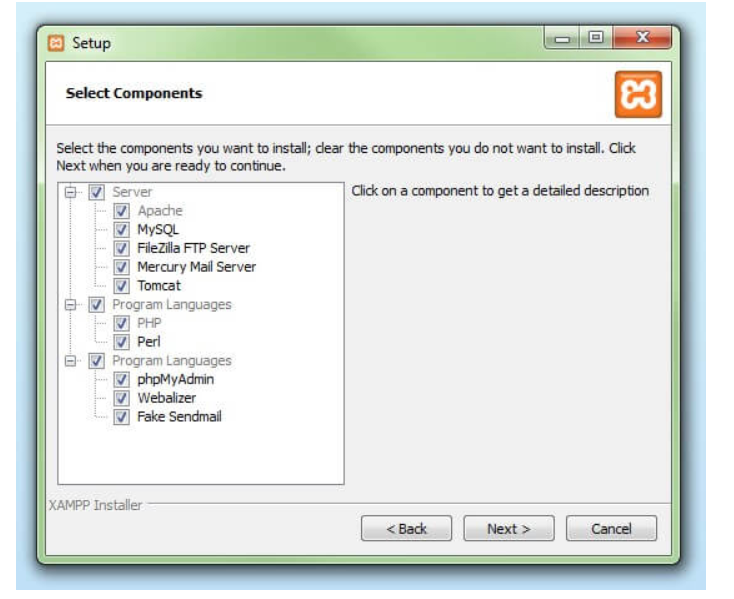 Setup
Select Components
Select the components you want to install; clear the components you do not want to install. Click
Next when you are ready to continue.
Server
Apache
MySQL
FileZilla FTP Server
Mercury Mail Server
Tomcat
Program Languages
PHP
Perl
Program Languages
phpMyAdmin
Webalizer
Fake Sendmail
Click on a component to get a detailed description
XAMPP Installer
< Back
Next >
Cancel